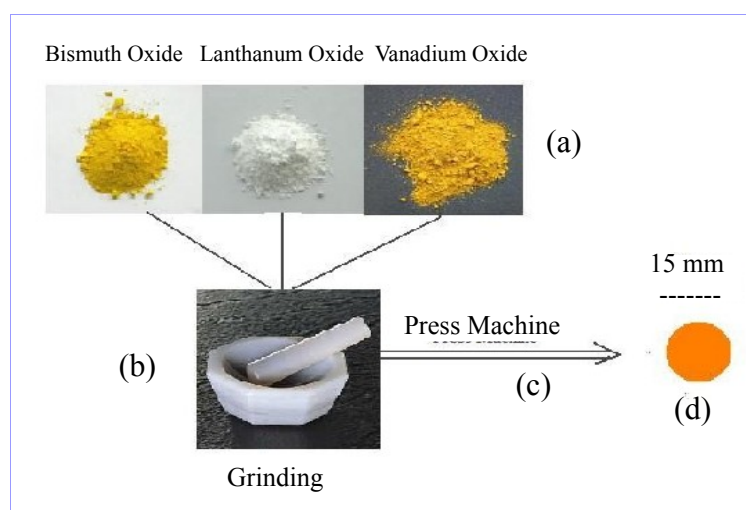 Bismuth Oxide Lanthanum Oxide Vanadium Oxide
(a)
15 mm
-------
Press Machine
(b)
(c)
(d)
Grinding